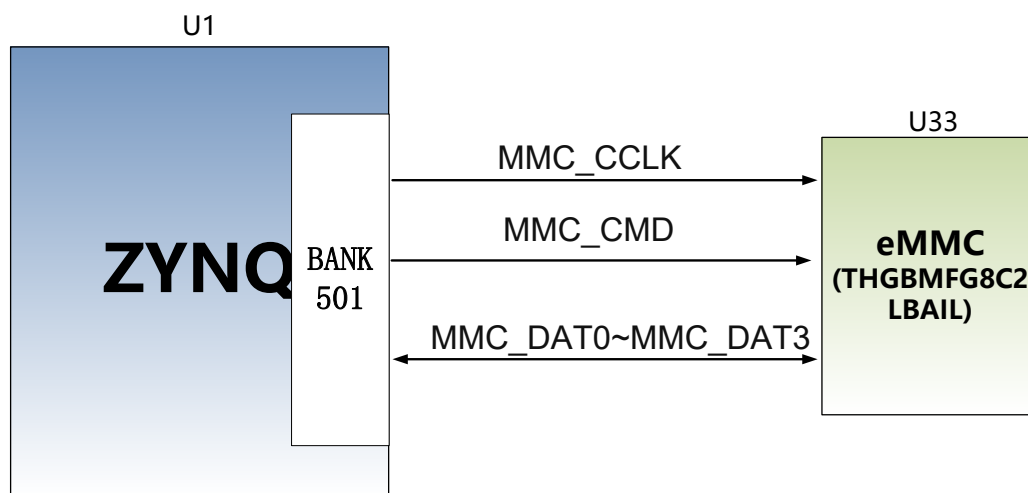 U1
U33
MMC_CCLK
MMC_CMD
ZYNQ
BANK
501
eMMC
(THGBMFG8C2
LBAIL)
MMC_DAT0~MMC_DAT3